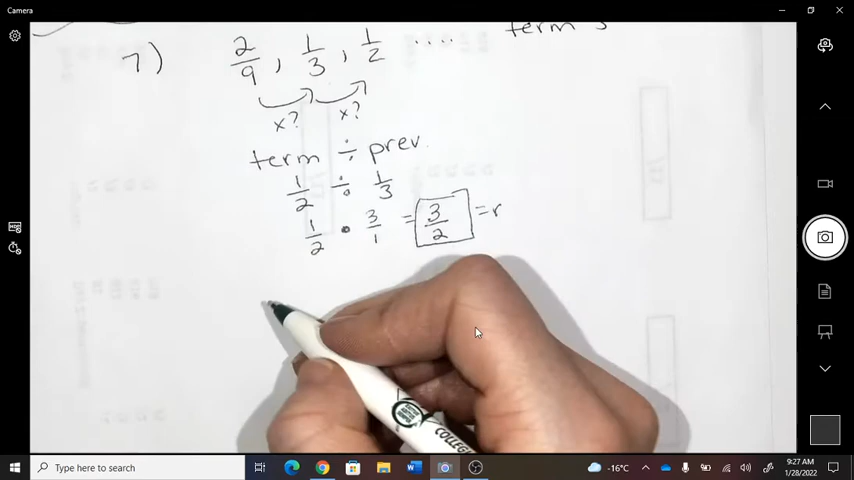 Camera
term
7) 2/9 , 1/3 , 1/2 ....
x? x?
term ÷ prev.
1/2 ÷ 1/3
1/2 • 3/1 = 3/2 = r
COLLEG
Type here to search
-16°C
9:27 AM
1/28/2022